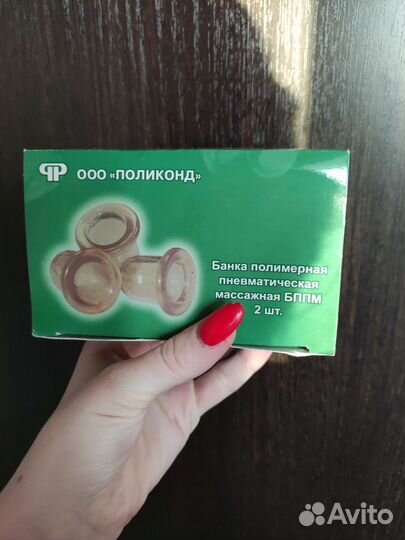 ООО «ПОЛИКОНД»
Банка полимерная
пневматическая
массажная БППМ
2 шт.
Avito